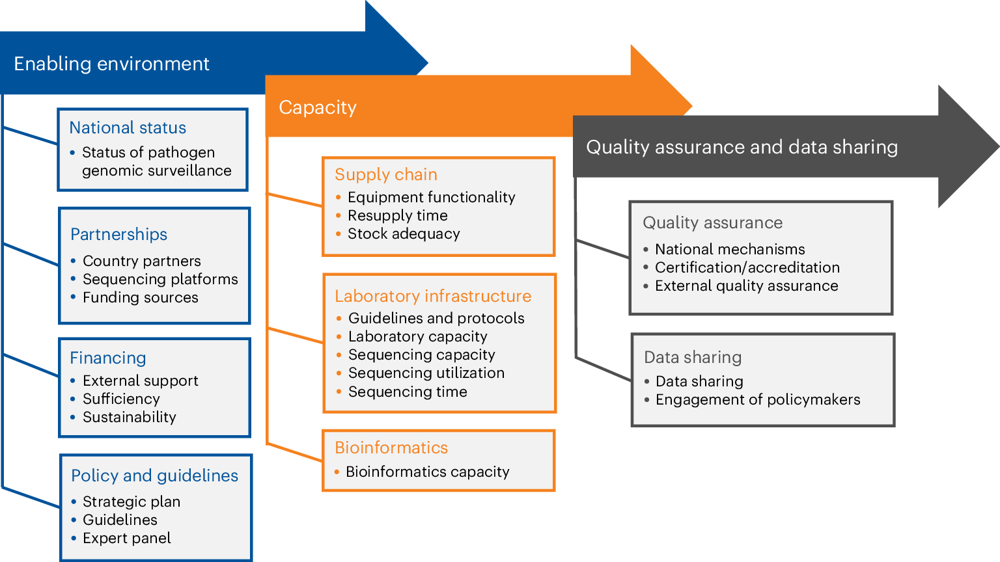 Enabling environment
National status
• Status of pathogen
genomic surveillance
Partnerships
• Country partners
• Sequencing platforms
• Funding sources
Financing
• External support
• Sufficiency
• Sustainability
Policy and guidelines
• Strategic plan
• Guidelines
• Expert panel
Capacity
Supply chain
• Equipment functionality
• Resupply time
• Stock adequacy
Laboratory infrastructure
• Guidelines and protocols
• Laboratory capacity
• Sequencing capacity
• Sequencing utilization
• Sequencing time
Bioinformatics
• Bioinformatics capacity
Quality assurance and data sharing
Quality assurance
• National mechanisms
• Certification/accreditation
• External quality assurance
Data sharing
• Data sharing
• Engagement of policymakers